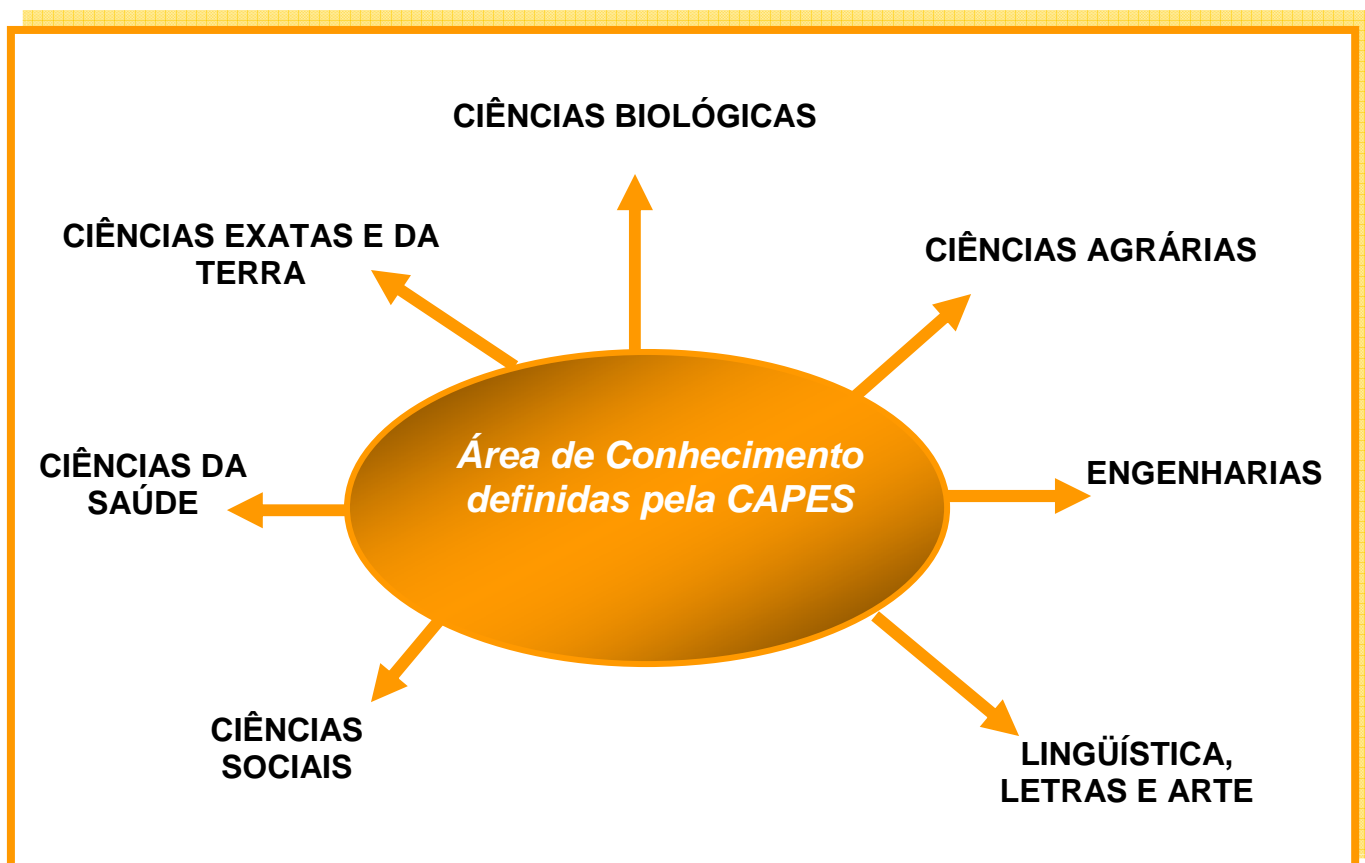 CIÊNCIAS BIOLÓGICAS
CIÊNCIAS EXATAS E DA
TERRA
CIÊNCIAS AGRÁRIAS
Área de Conhecimento
definidas pela CAPES
CIÊNCIAS DA
SAÚDE
ENGENHARIAS
CIÊNCIAS
SOCIAIS
LINGÜÍSTICA,
LETRAS E ARTE